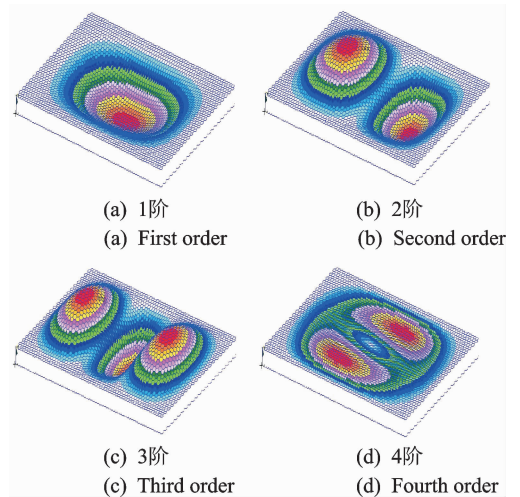 (a) 1阶
(a) First order
(b) 2阶
(b) Second order
(c) 3阶
(c) Third order
(d) 4阶
(d) Fourth order